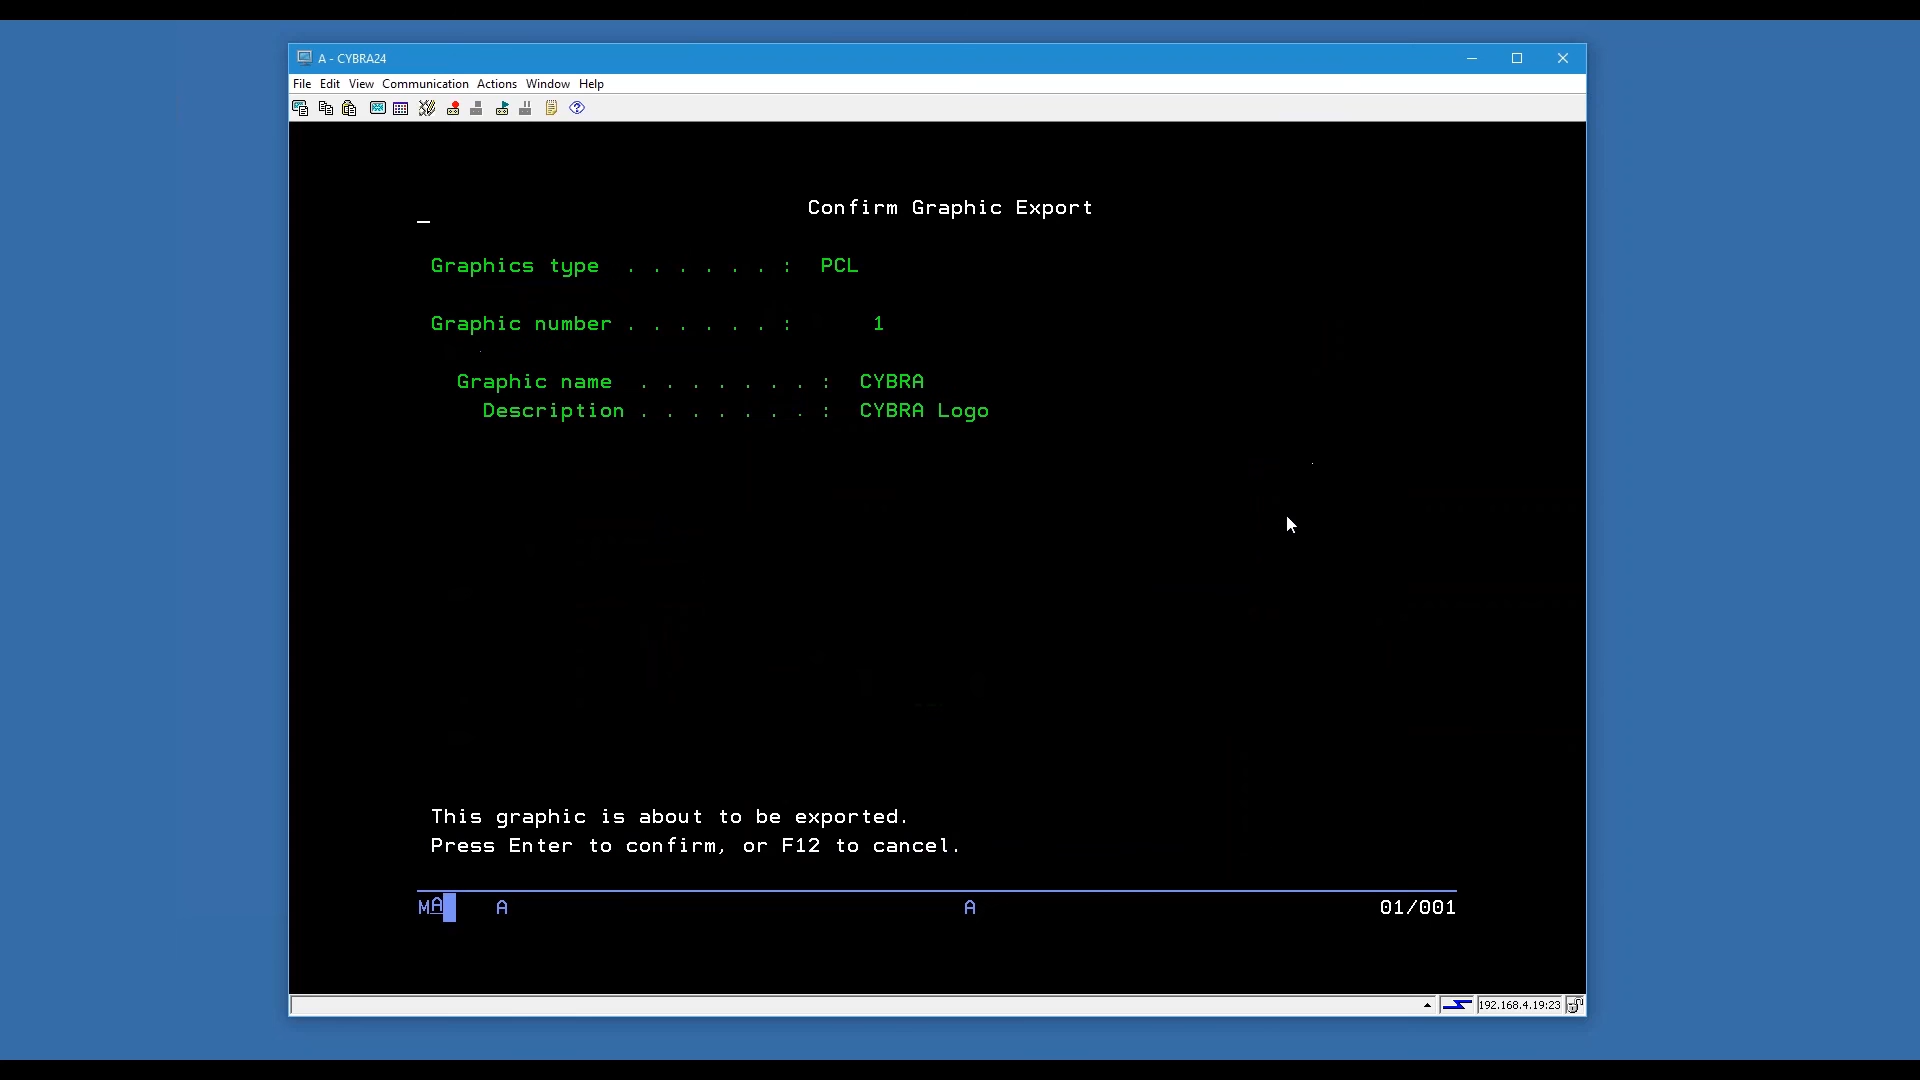 A - CYBRA24
File Edit View Communication Actions Window Help
Confirm Graphic Export
Graphics type . . . . . . : PCL
Graphic number . . . . . . : 1
Graphic name . . . . . . . : CYBRA
Description . . . . . . . : CYBRA Logo
This graphic is about to be exported.
Press Enter to confirm, or F12 to cancel.
MA A A 01/001
192.168.4.19:23